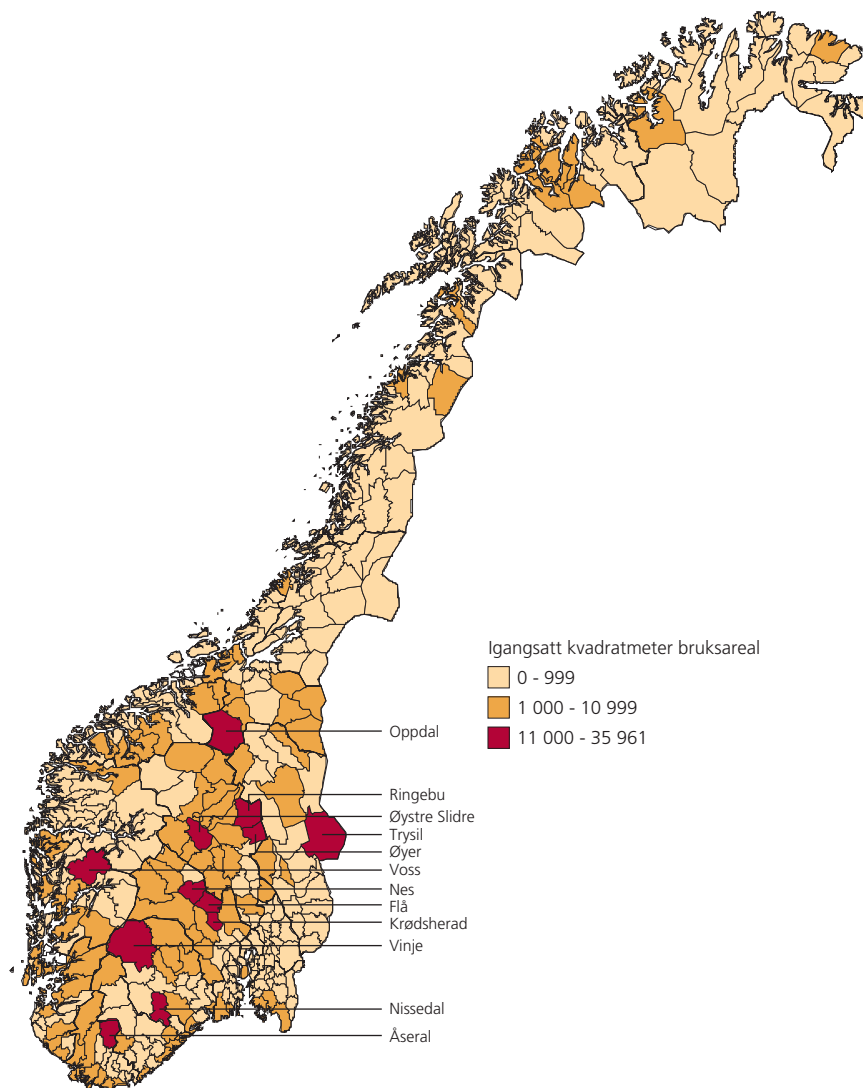 Igangsatt kvadratmeter bruksareal
0 - 999
1 000 - 10 999
11 000 - 35 961
Oppdal
Ringebu
Øystre Slidre
Trysil
Øyer
Voss
Nes
Flå
Krødsherad
Vinje
Nissedal
Åseral